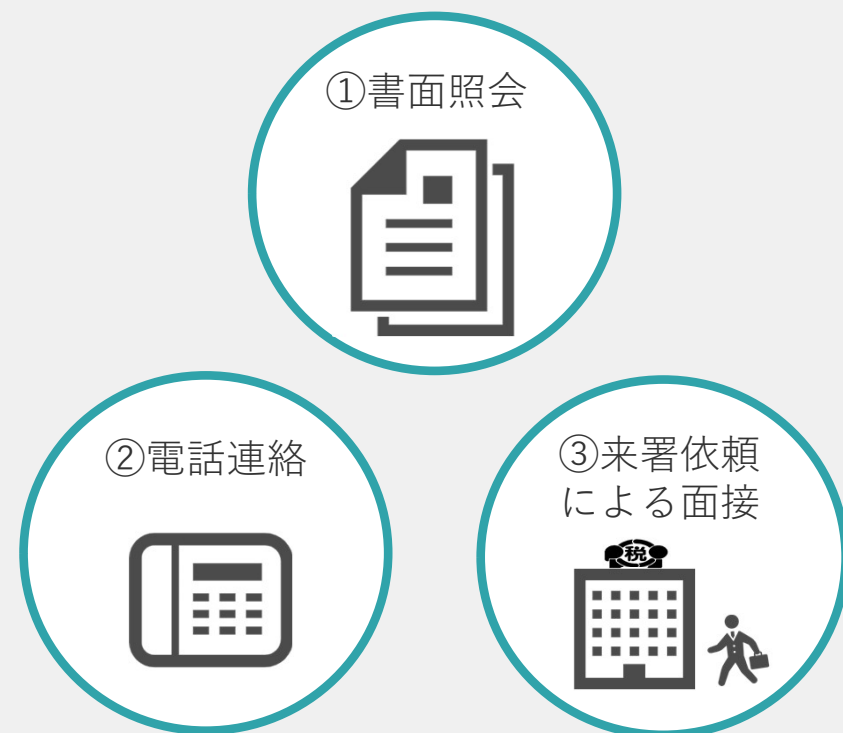 ①書面照会
②電話連絡
③来署依頼
による面接
税